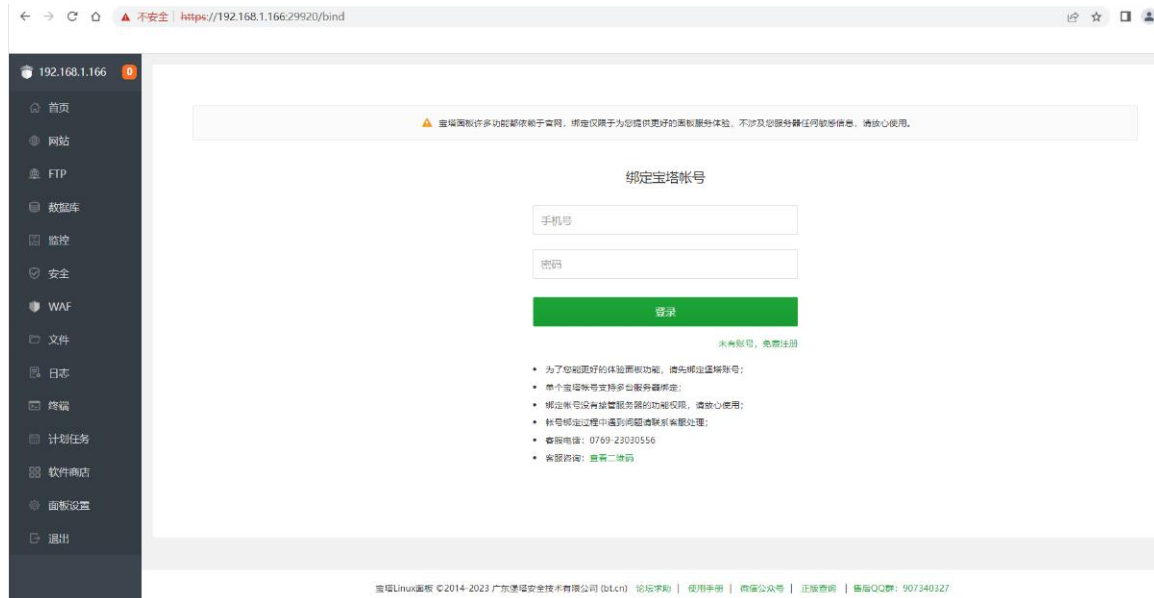 不安全 https://192.168.1.166:29920/bind
192.168.1.166 0
首页
网站
FTP
数据库
监控
安全
WAF
文件
日志
终端
计划任务
软件商店
面板设置
退出
宝塔面板许多功能都依赖于官网，绑定仅限于为您提供更好的面板服务体验，不涉及您服务器任何敏感信息，请放心使用。
绑定宝塔帐号
手机号
密码
登录
未有账号，免费注册
为了您能更好的体验面板功能，请先绑定堡塔账号；
单个宝塔帐号支持多台服务器绑定；
绑定帐号没有接管服务器的功能权限，请放心使用；
帐号绑定过程中遇到问题请联系客服处理；
客服电话：0769-23030556
客服咨询：查看二维码
宝塔Linux面板 ©2014-2023 广东堡塔安全技术有限公司 (bt.cn) 论坛求助 | 使用手册 | 微信公众号 | 正版查询 | 售后QQ群：907340327